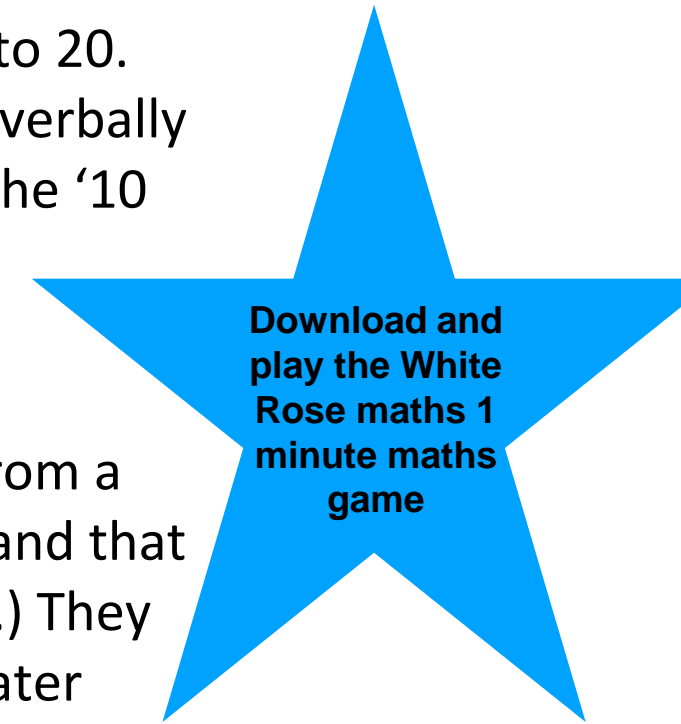 to 20.
verbally
he ‘10
Download and
play the White
Rose maths 1
minute maths
game
rom a
and that
.) They
ater